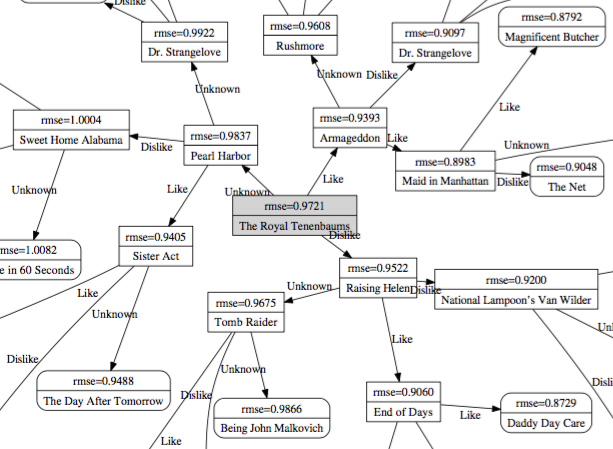 Dislike
rmse=0.9922
Dr. Strangelove
rmse=0.9608
Rushmore
rmse=0.9097
Dr. Strangelove
rmse=0.8792
Magnificent Butcher
Unknown
Unknown
Dislike
Like
rmse=1.0004
Sweet Home Alabama
Dislike
rmse=0.9837
Pearl Harbor
rmse=0.9393
Armageddon
Like
Unknown
rmse=0.8983
Maid in Manhattan
Dislike
rmse=0.9048
The Net
Unknown
Like
Unknown
Like
rmse=0.9721
The Royal Tenenbaums
Dislike
rmse=1.0082
e in 60 Seconds
rmse=0.9405
Sister Act
rmse=0.9522
Raising Helen
Dislike
rmse=0.9200
National Lampoon's Van Wilder
Unknown
Like
Unknown
rmse=0.9675
Tomb Raider
Like
Un
Dislike
Unknown
rmse=0.9488
The Day After Tomorrow
Dislike
rmse=0.9866
Being John Malkovich
rmse=0.9060
End of Days
Like
rmse=0.8729
Daddy Day Care
Disli
Like